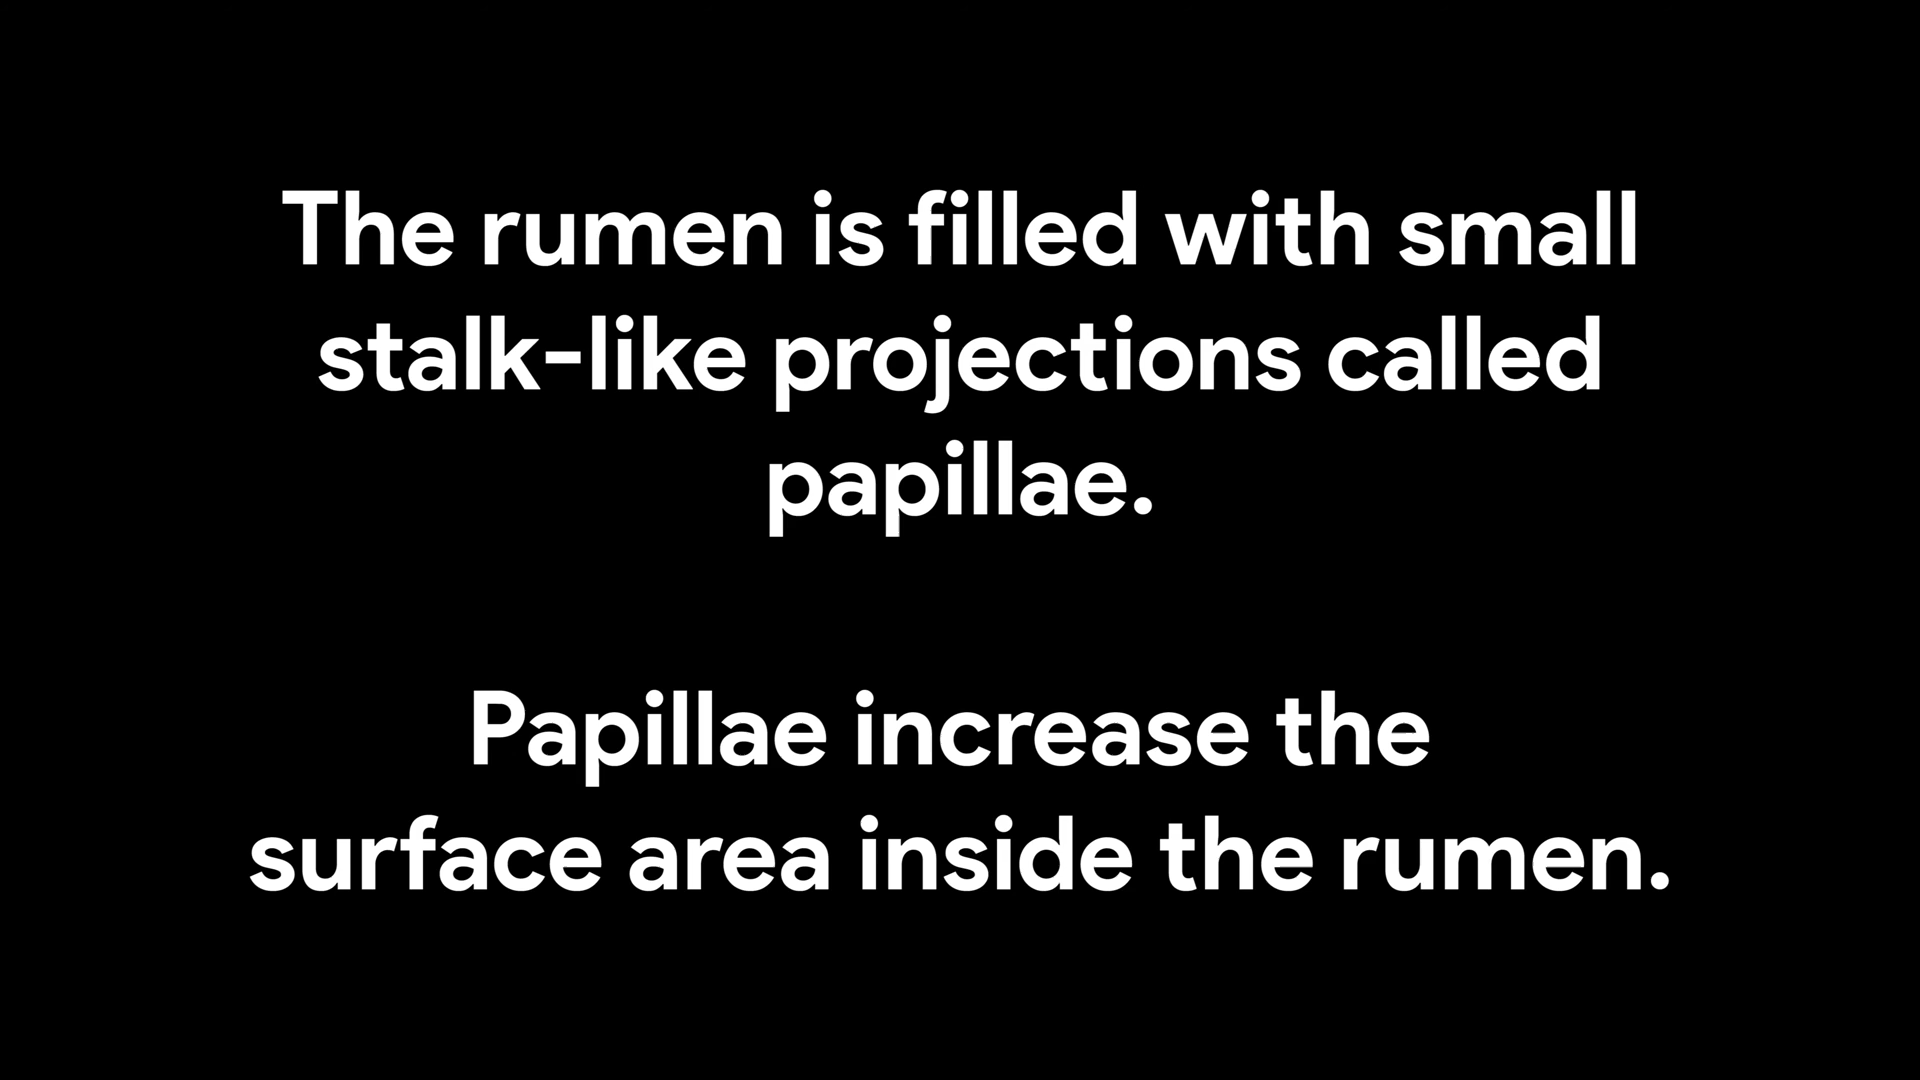 The rumen is filled with small
stalk-like projections called
papillae.
Papillae increase the
surface area inside the rumen.